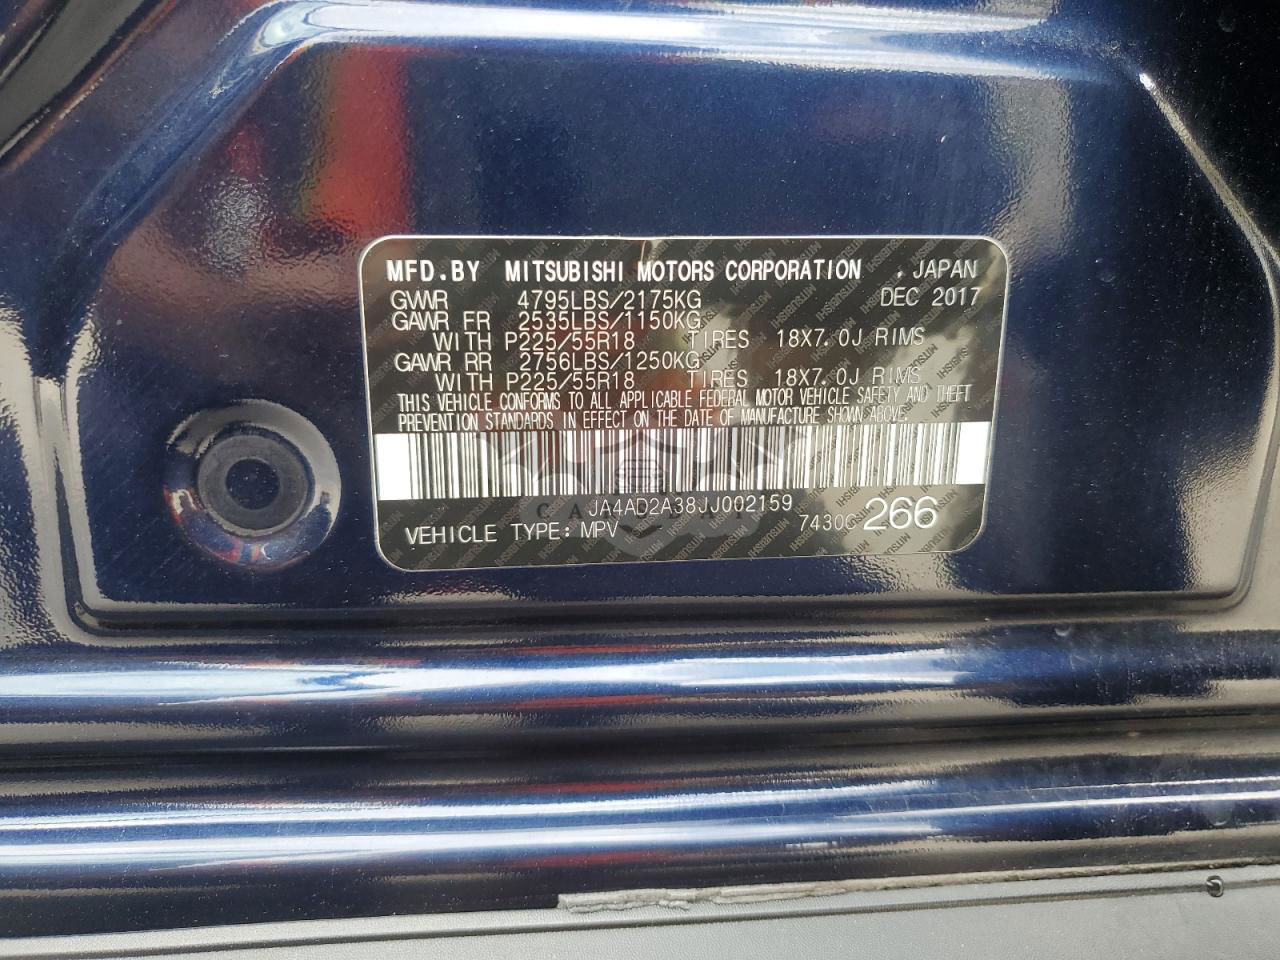 MFD.BY MITSUBISHI MOTORS CORPORATION , JAPAN
GVWR 4795LBS/2175KG DEC 2017
GAWR FR 2535LBS/1150KG
WITH P225/55R18 TIRES 18X7.0J RIMS
GAWR RR 2756LBS/1250KG
WITH P225/55R18 TIRES 18X7.0J RIMS
THIS VEHICLE CONFORMS TO ALL APPLICABLE FEDERAL MOTOR VEHICLE SAFETY AND THEFT
PREVENTION STANDARDS IN EFFECT ON THE DATE OF MANUFACTURE SHOWN ABOVE.
JA4AD2A38JJ002159
VEHICLE TYPE: MPV 7430G 266